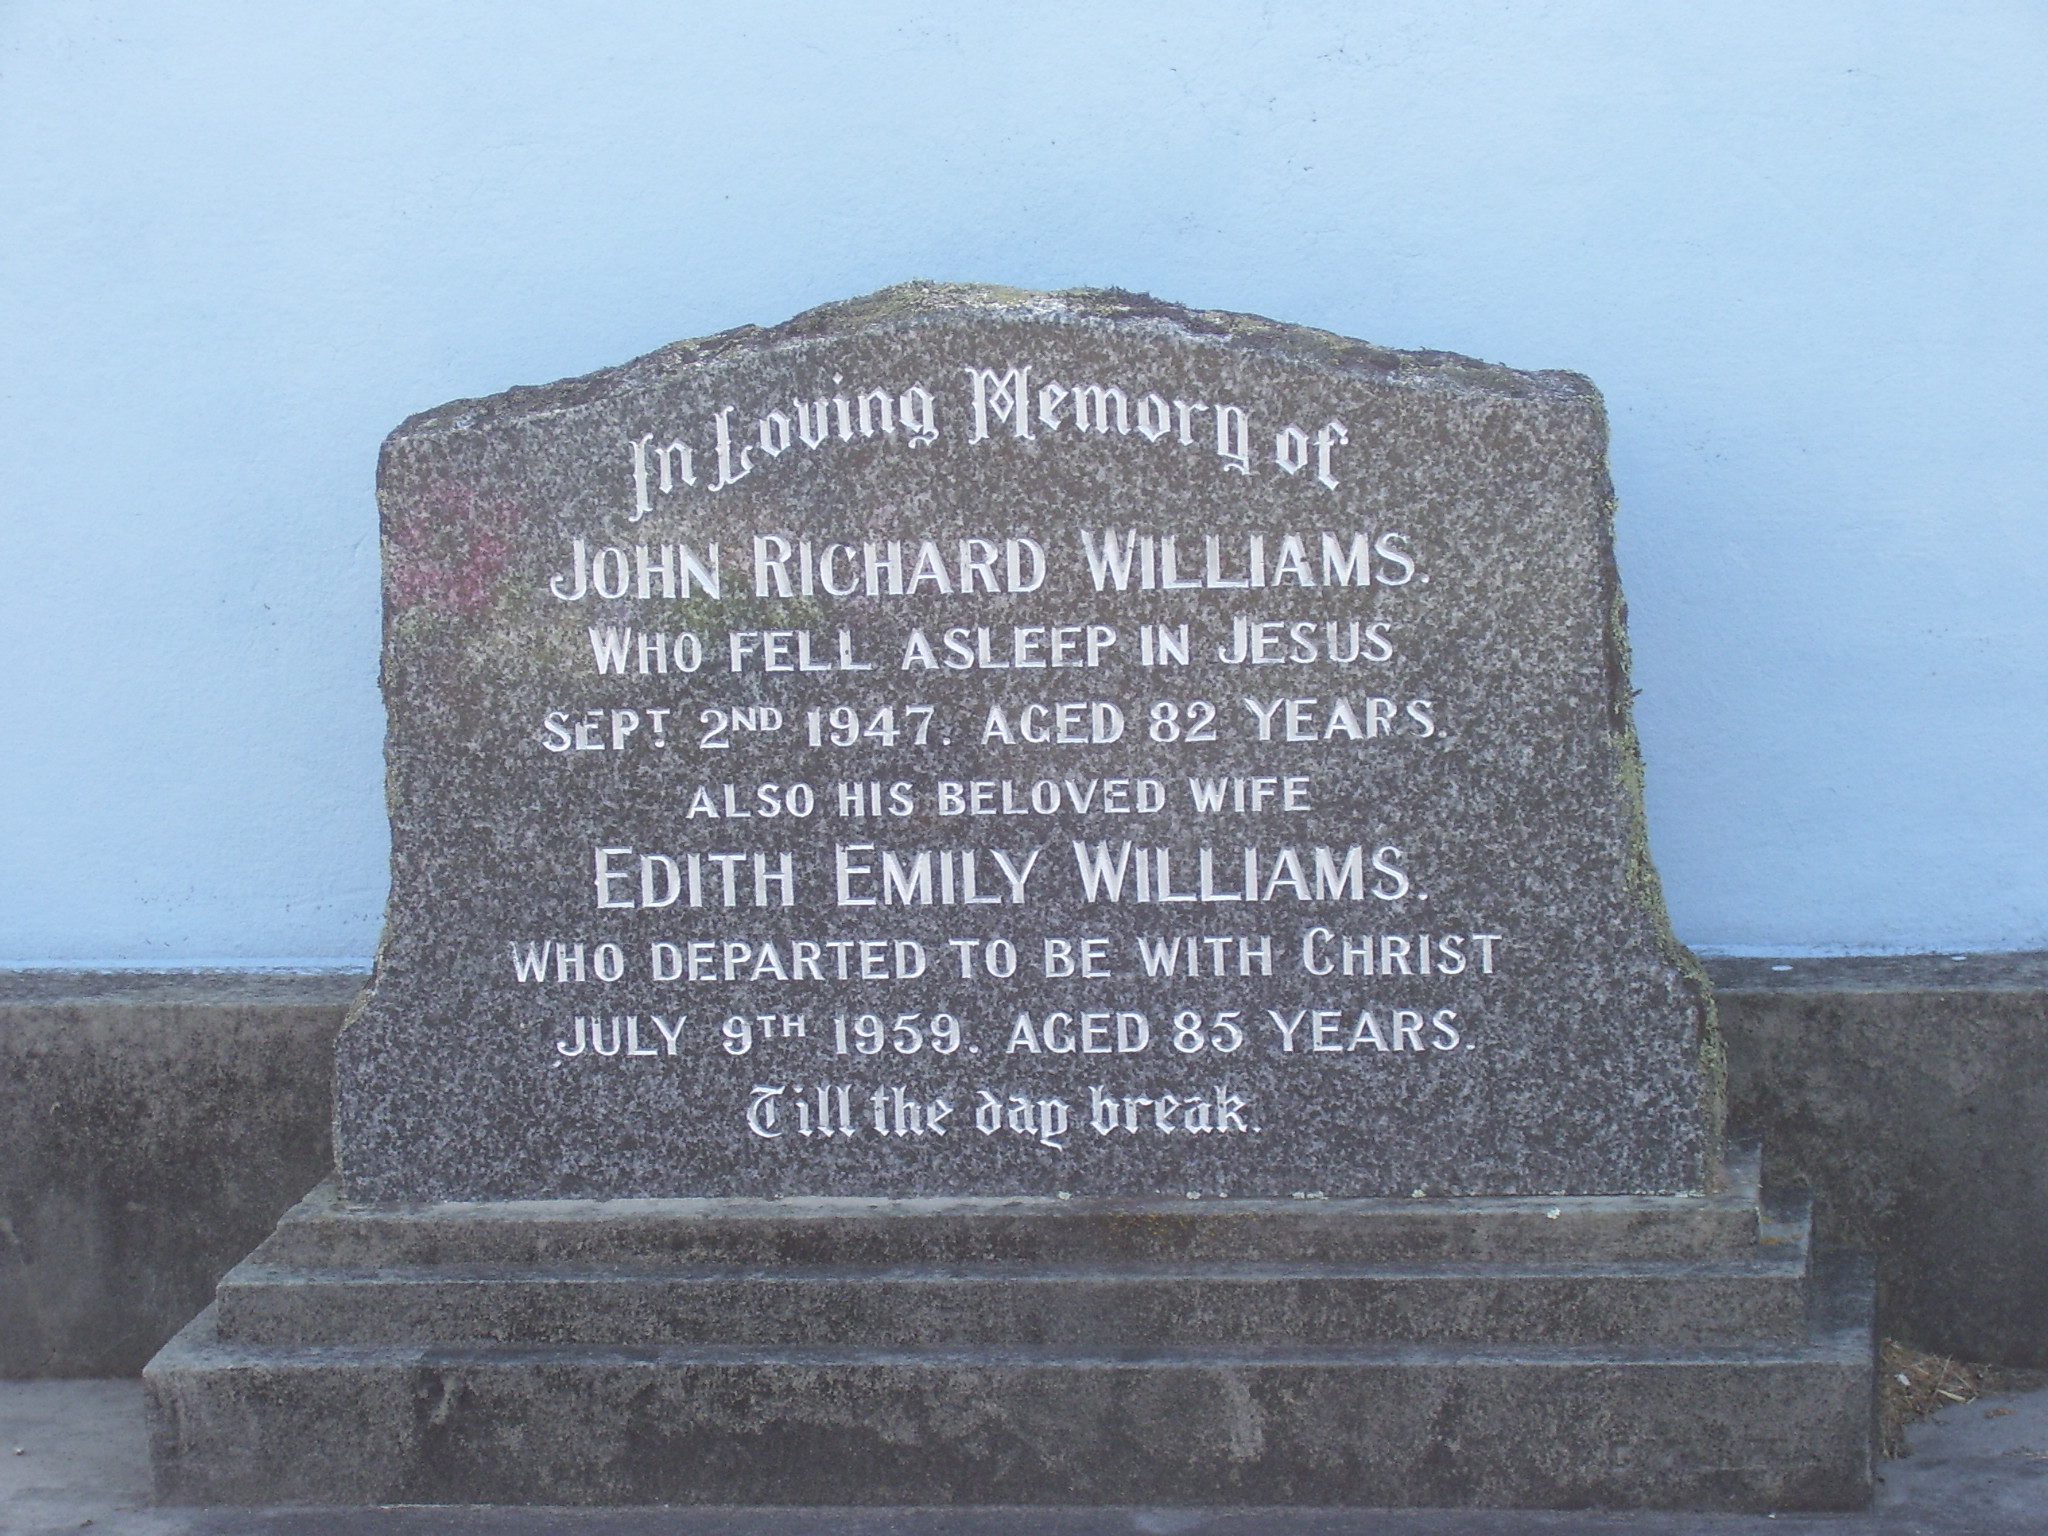 In Loving Memory of
JOHN RICHARD WILLIAMS.
WHO FELL ASLEEP IN JESUS
SEPT. 2ND 1947. AGED 82 YEARS.
ALSO HIS BELOVED WIFE
EDITH EMILY WILLIAMS.
WHO DEPARTED TO BE WITH CHRIST
JULY 9TH 1959. AGED 85 YEARS.
Till the day break.